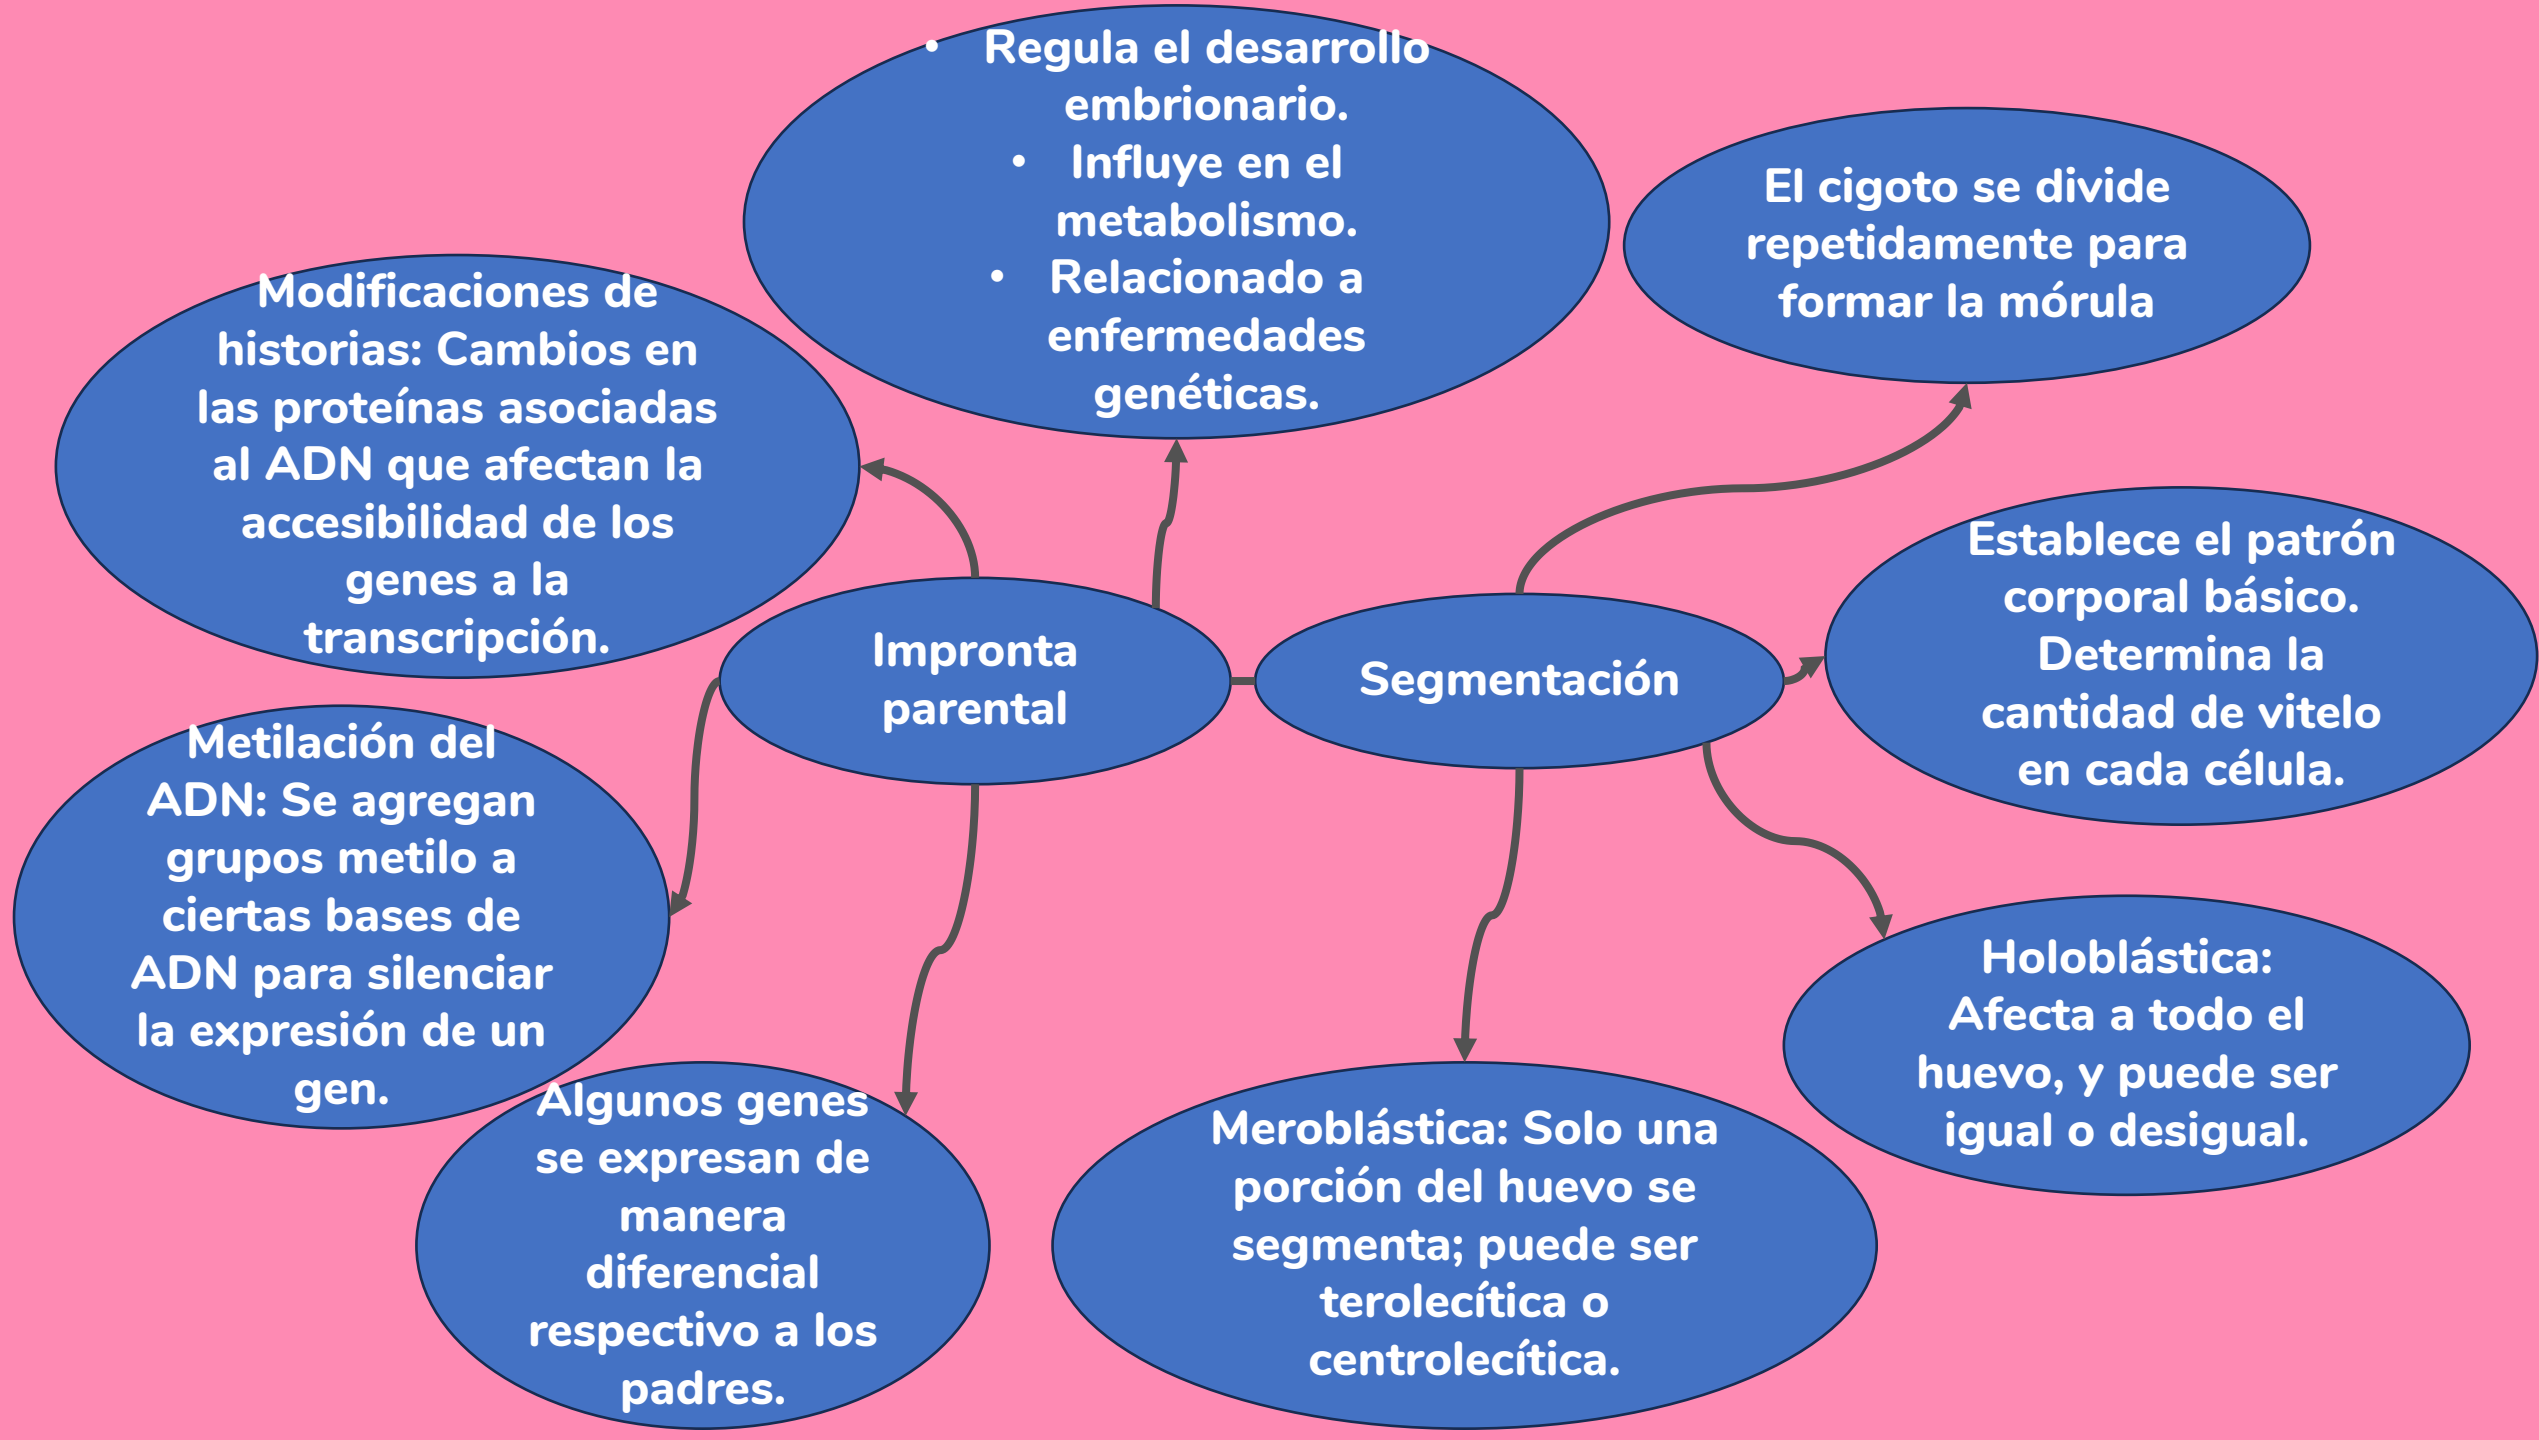 • Regula el desarrollo
embrionario.
• Influye en el
metabolismo.
• Relacionado a
enfermedades
genéticas.
El cigoto se divide
repetidamente para
formar la mórula
Modificaciones de
historias: Cambios en
las proteínas asociadas
al ADN que afectan la
accesibilidad de los
genes a la
transcripción.
Establece el patrón
corporal básico.
Determina la
cantidad de vitelo
en cada célula.
Impronta
parental
Segmentación
Metilación del
ADN: Se agregan
grupos metilo a
ciertas bases de
ADN para silenciar
la expresión de un
gen.
Holoblástica:
Afecta a todo el
huevo, y puede ser
igual o desigual.
Algunos genes
se expresan de
manera
diferencial
respectivo a los
padres.
Meroblástica: Solo una
porción del huevo se
segmenta; puede ser
terolecítica o
centrolecítica.